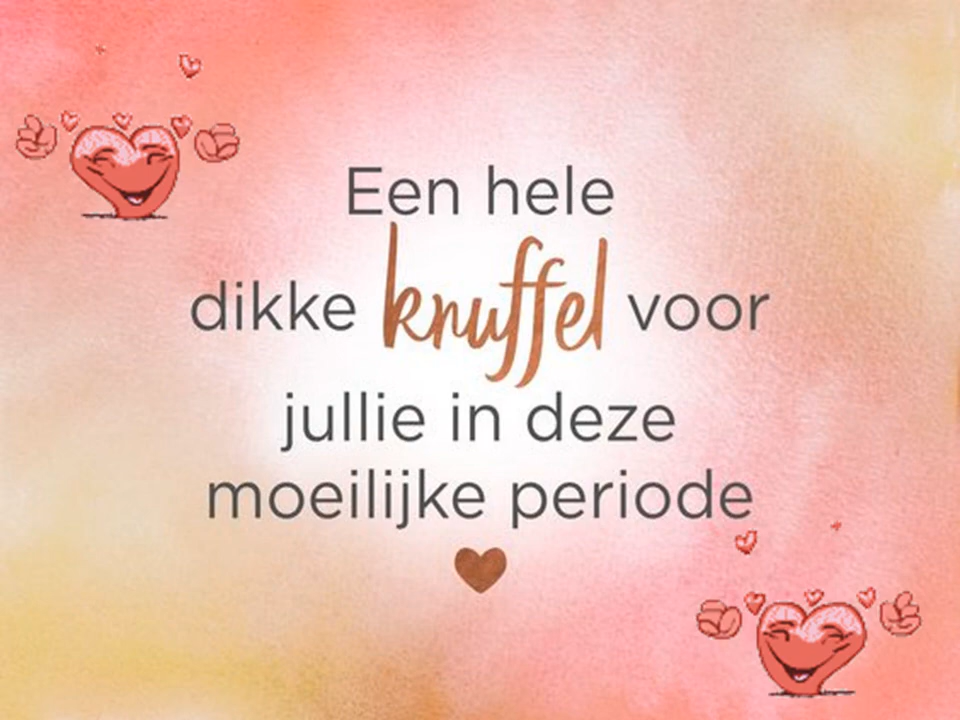 Een hele
dikke knuffel voor
jullie in deze
moeilijke periode